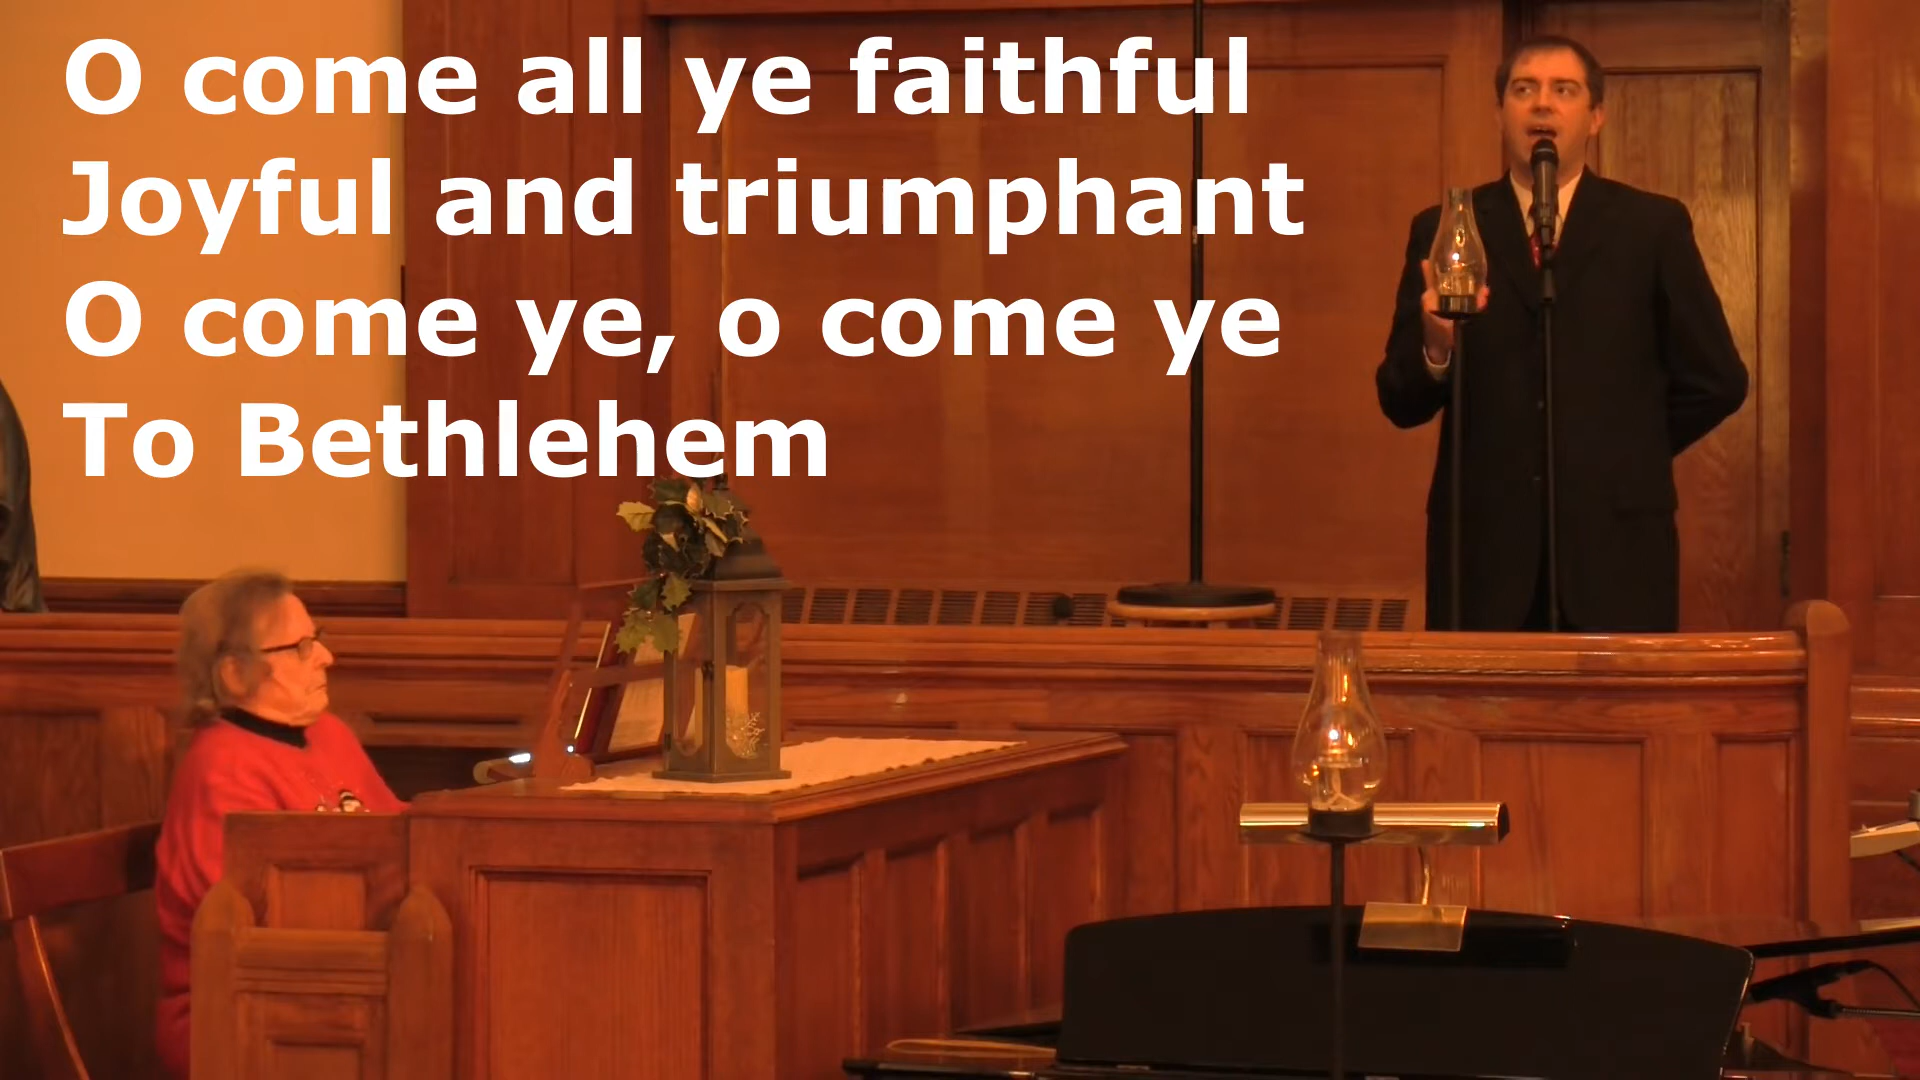 O come all ye faithful
Joyful and triumphant
O come ye, o come ye
To Bethlehem